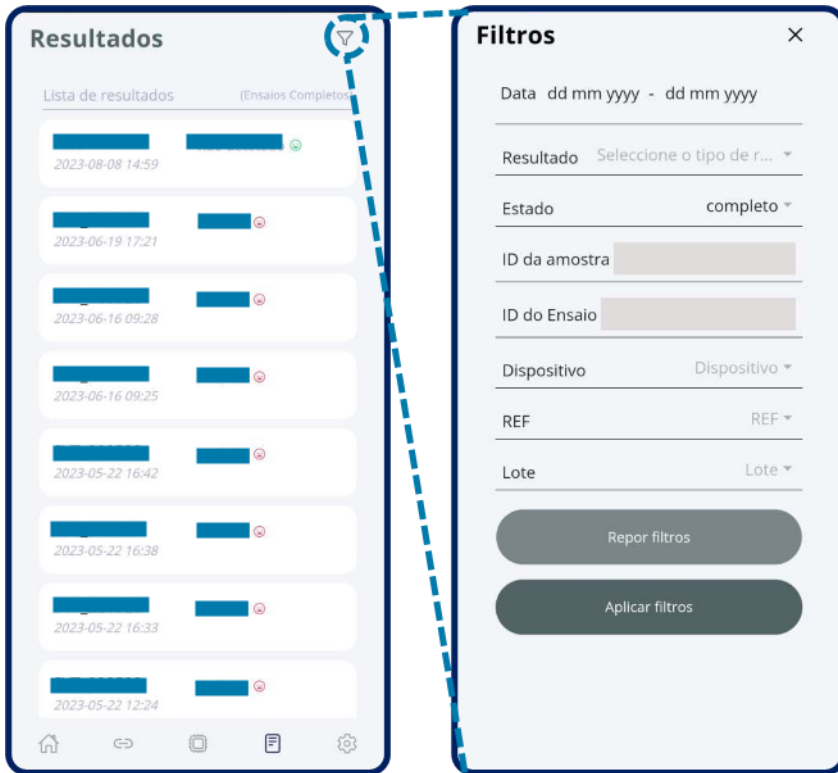 Resultados
Lista de resultados (Ensaios Completos)
2023-08-08 14:59
2023-06-19 17:21
2023-06-16 09:28
2023-06-16 09:25
2023-05-22 16:42
2023-05-22 16:38
2023-05-22 16:33
2023-05-22 12:24
Filtros
Data dd mm yyyy - dd mm yyyy
Resultado Seleccione o tipo de r...
Estado completo
ID da amostra
ID do Ensaio
Dispositivo Dispositivo
REF REF
Lote Lote
Repor filtros
Aplicar filtros